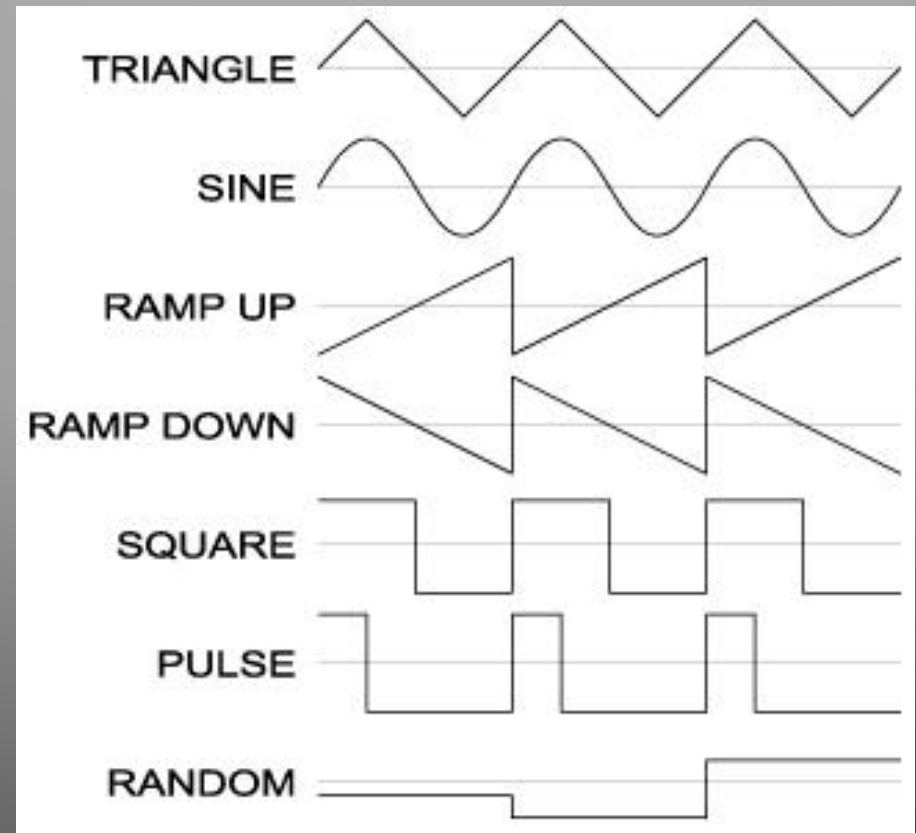 TRIANGLE
SINE
RAMP UP
RAMP DOWN
SQUARE
PULSE
RANDOM